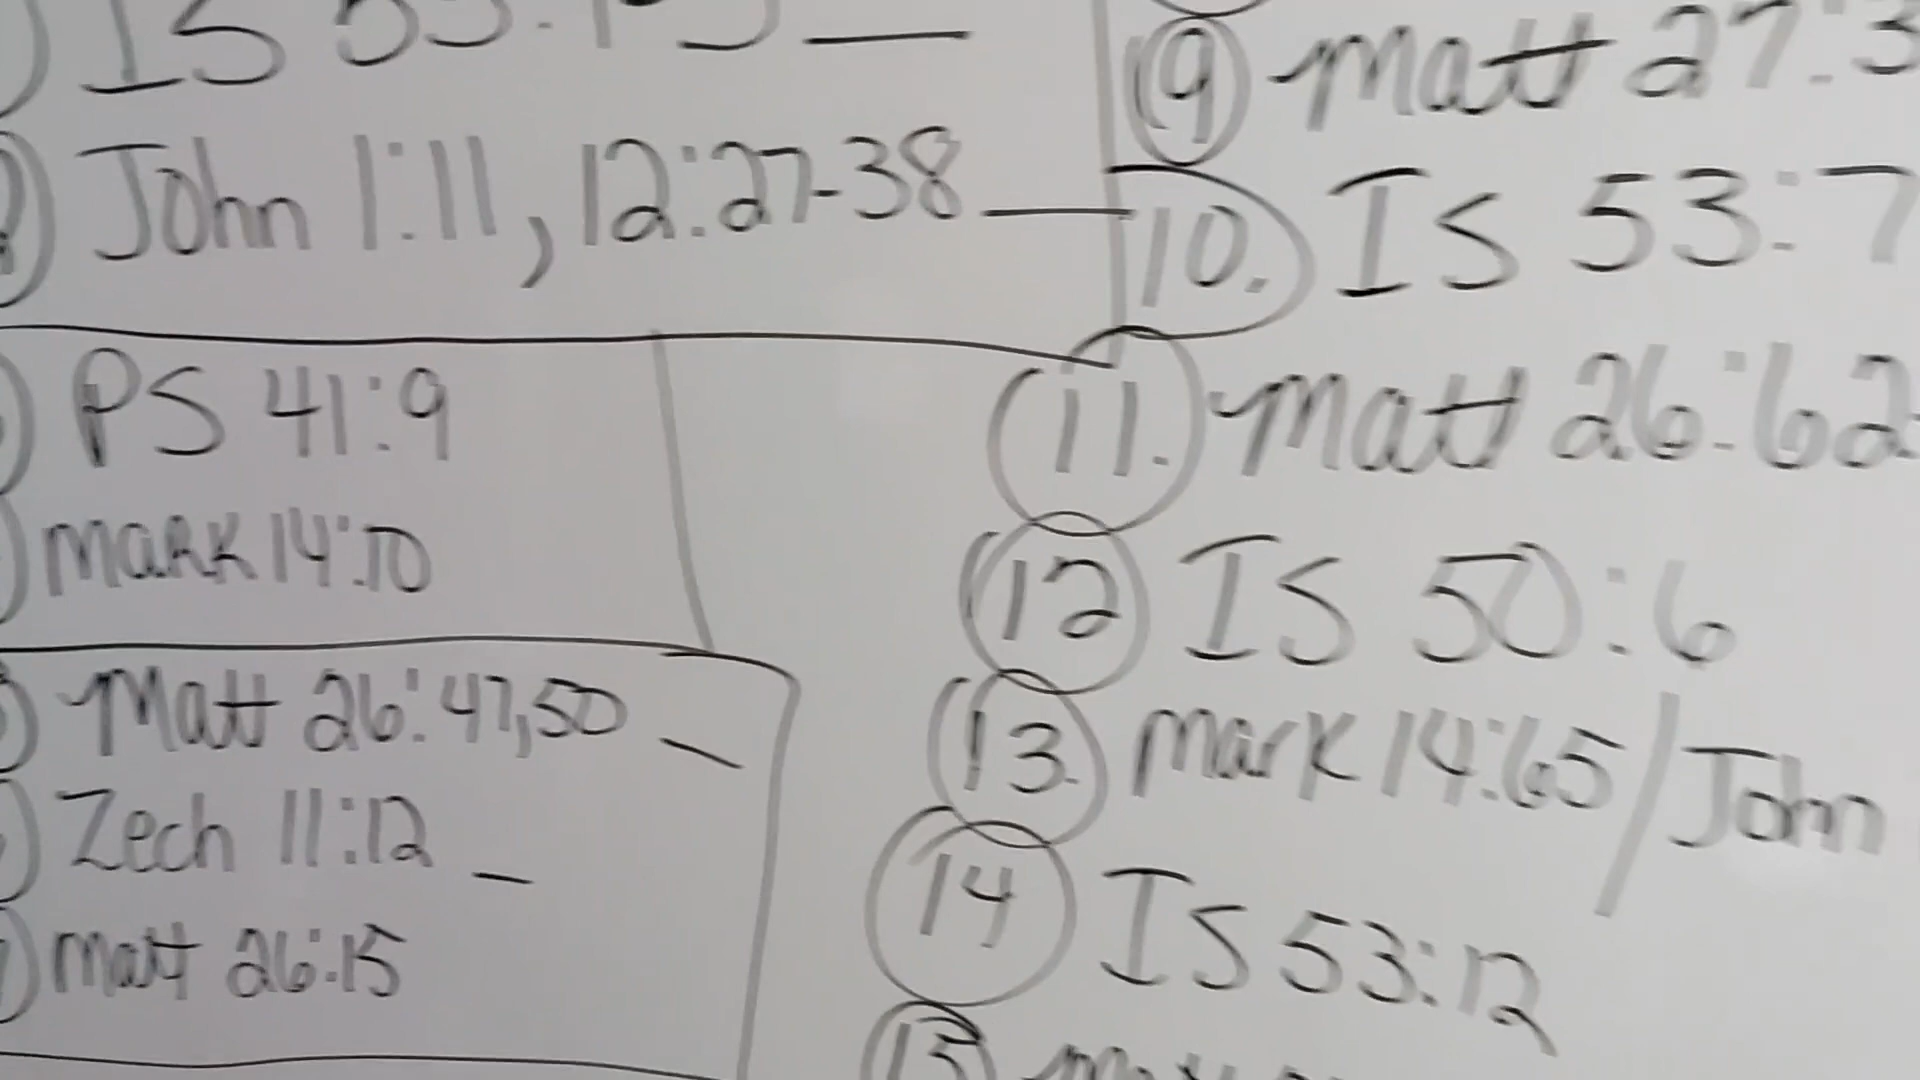 IS 53:
John 1:11, 12:27-38
PS 41:9
Mark 14:10
Matt 26:47,50
Zech 11:12
Matt 26:15
9 Matt 27:3
10. IS 53:7
11. Matt 26:62
12 IS 50:6
13. Mark 14:65/John
14 IS 53:12
15